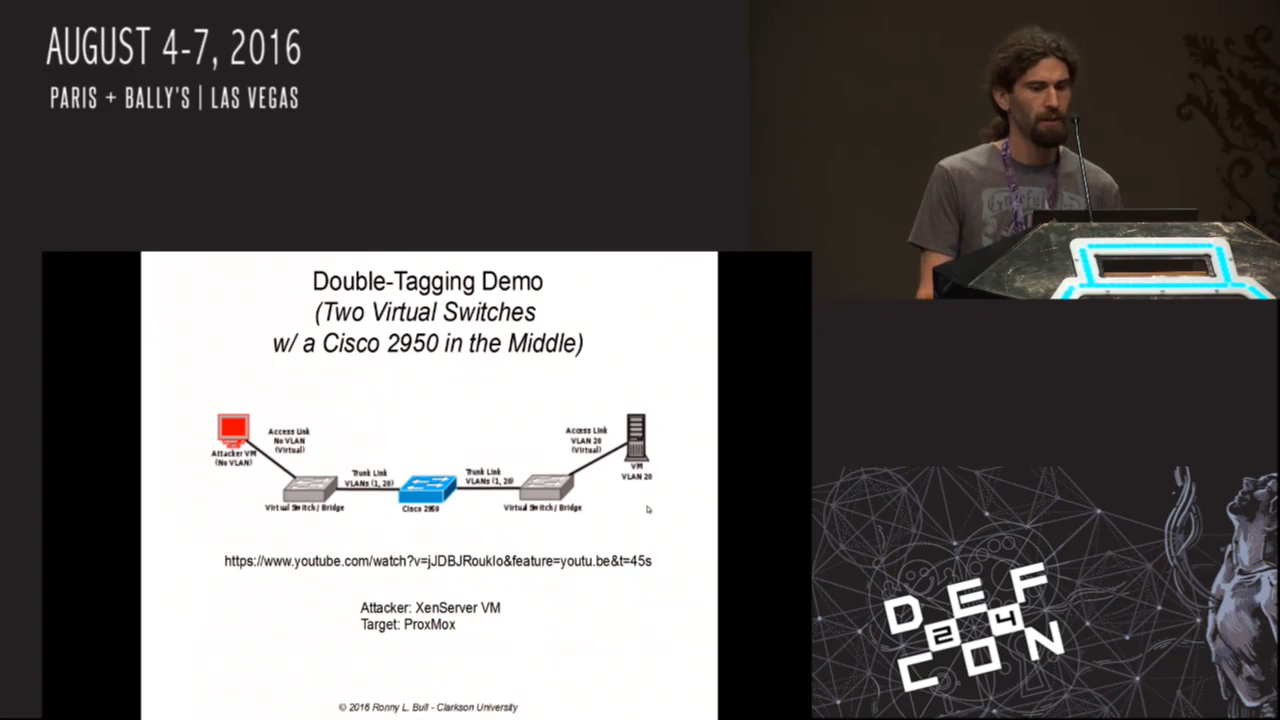 AUGUST 4-7, 2016
PARIS + BALLY'S | LAS VEGAS
Double-Tagging Demo
(Two Virtual Switches
w/ a Cisco 2950 in the Middle)
Attacker VM
(No VLAN)
Access Link
No VLAN
(Virtual)
Virtual Switch / Bridge
Trunk Link
VLANs (1, 20)
Cisco 2950
Trunk Link
VLANs (1, 20)
Virtual Switch / Bridge
Access Link
VLAN 20
(Virtual)
VM
VLAN 20
https://www.youtube.com/watch?v=jJDBJRoukIo&feature=youtu.be&t=45s
Attacker: XenServer VM
Target: ProxMox
© 2016 Ronny L. Bull - Clarkson University
DEF
24
CON